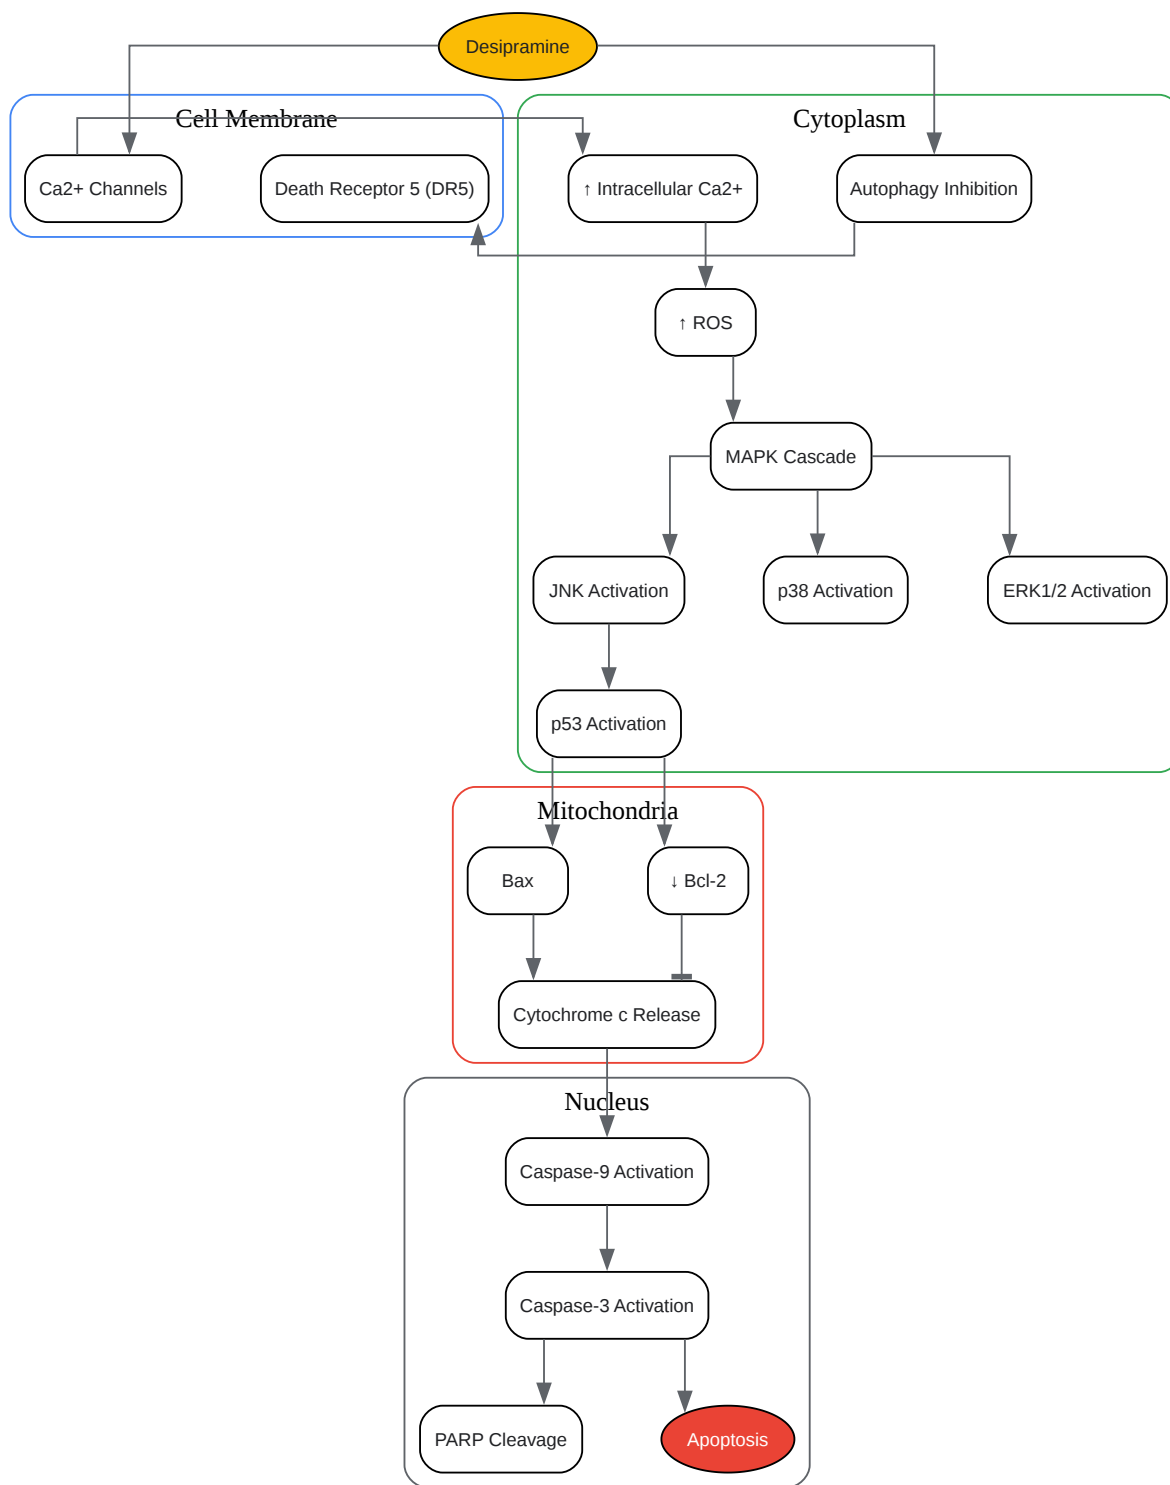 Desipramine
Cell Membrane
Cytoplasm
Ca2+ Channels
Death Receptor 5 (DR5)
↑ Intracellular Ca2+
Autophagy Inhibition
↑ ROS
MAPK Cascade
JNK Activation
p38 Activation
ERK1/2 Activation
p53 Activation
Mitochondria
Bax
↓ Bcl-2
Cytochrome c Release
Nucleus
Caspase-9 Activation
Caspase-3 Activation
PARP Cleavage
Apoptosis